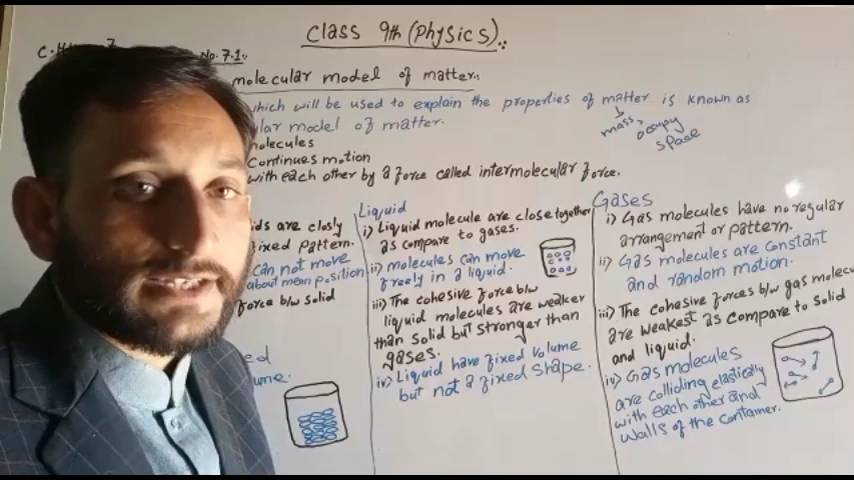 Class 9th (Physics).
No. 7.1:
molecular model of matter:
which will be used to explain the properties of matter is known as
lar model of matter.
mass,
occupy
space
molecules
continues motion
with each other by a force called intermolecular force.
ids are closly
fixed pattern.
can not move
about mean position
force b/w solid
ed
ume.
Liquid
i) Liquid molecule are close together
as compare to gases.
ii) molecules can move
freely in a liquid.
iii) The cohesive force b/w
liquid molecules are weaker
than solid but stronger than
gases.
iv) Liquid have fixed volume
but not a fixed shape.
Gases
i) Gas molecules have no regular
arrangement or pattern.
ii) Gas molecules are constant
and random motion.
iii) The cohesive forces b/w gas molecu
are weakest as compare to solid
and liquid.
iv) Gas molecules
are colliding elastically
with each other and
walls of the container.